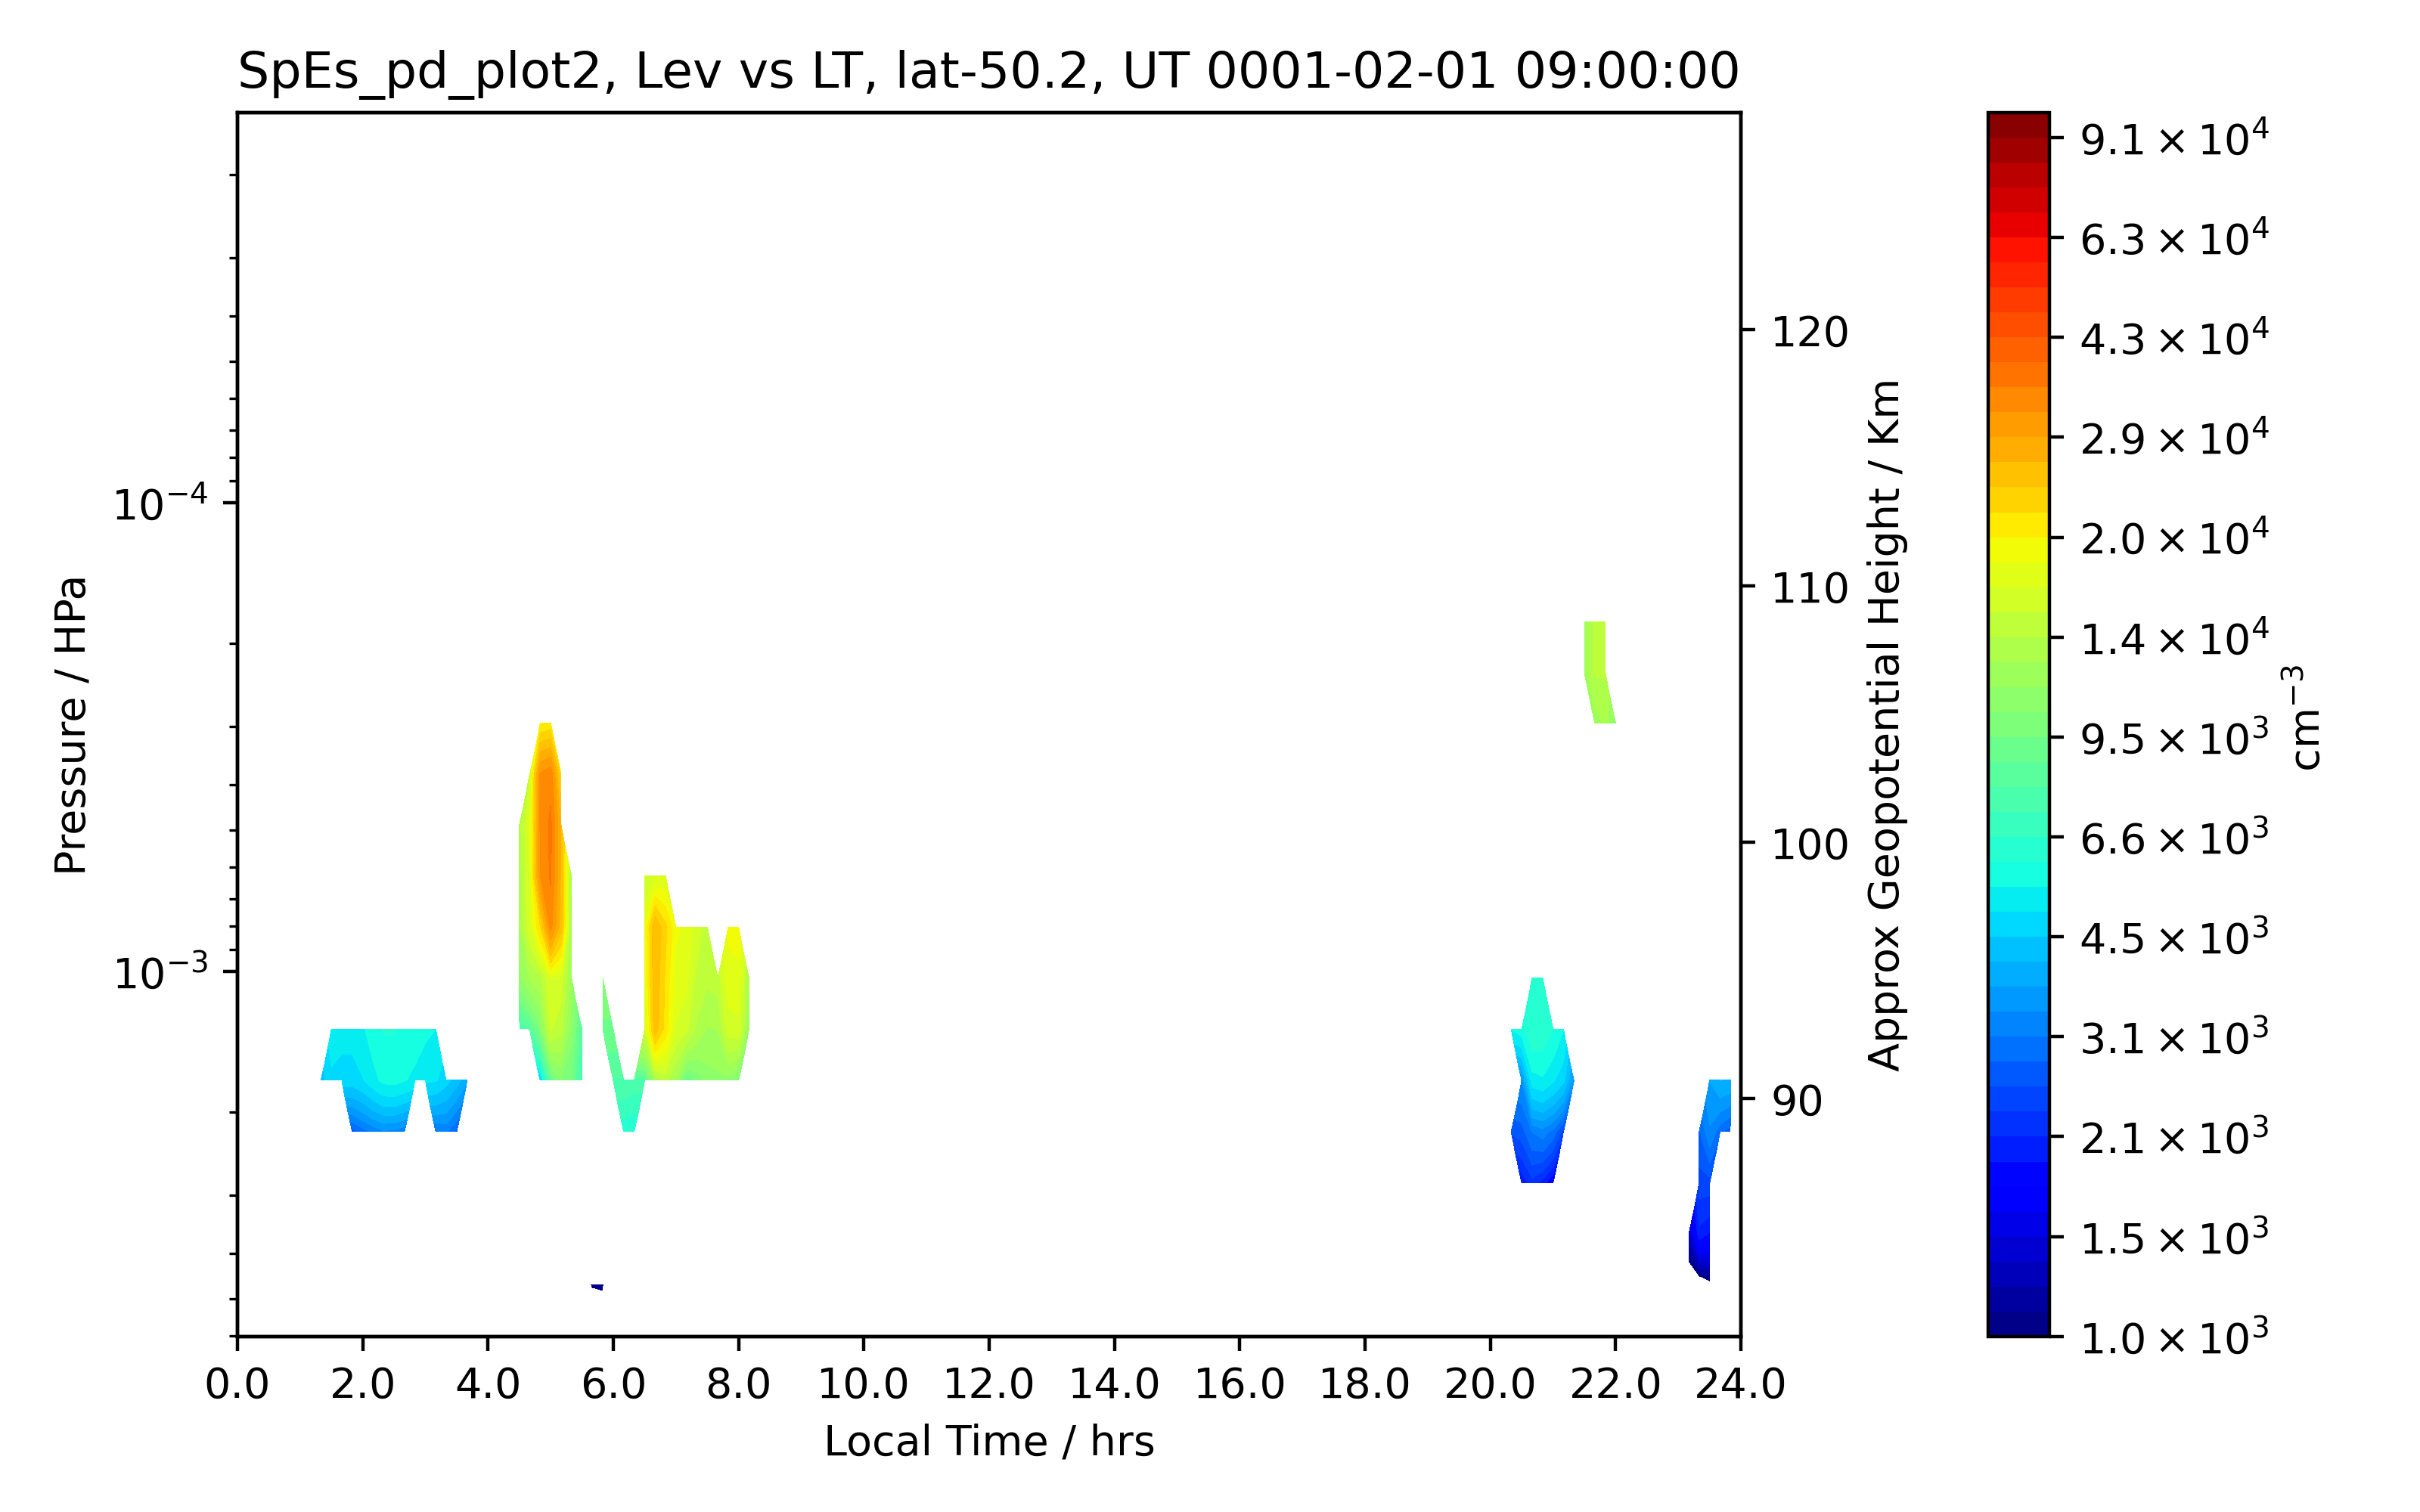 SpEs_pd_plot2, Lev vs LT, lat-50.2, UT 0001-02-01 09:00:00
Pressure / HPa
10⁻⁴
10⁻³
0.0 2.0 4.0 6.0 8.0 10.0 12.0 14.0 16.0 18.0 20.0 22.0 24.0
Local Time / hrs
120
110
100
90
Approx Geopotential Height / Km
9.1 × 10⁴
6.3 × 10⁴
4.3 × 10⁴
2.9 × 10⁴
2.0 × 10⁴
1.4 × 10⁴
9.5 × 10³
6.6 × 10³
4.5 × 10³
3.1 × 10³
2.1 × 10³
1.5 × 10³
1.0 × 10³
cm⁻³